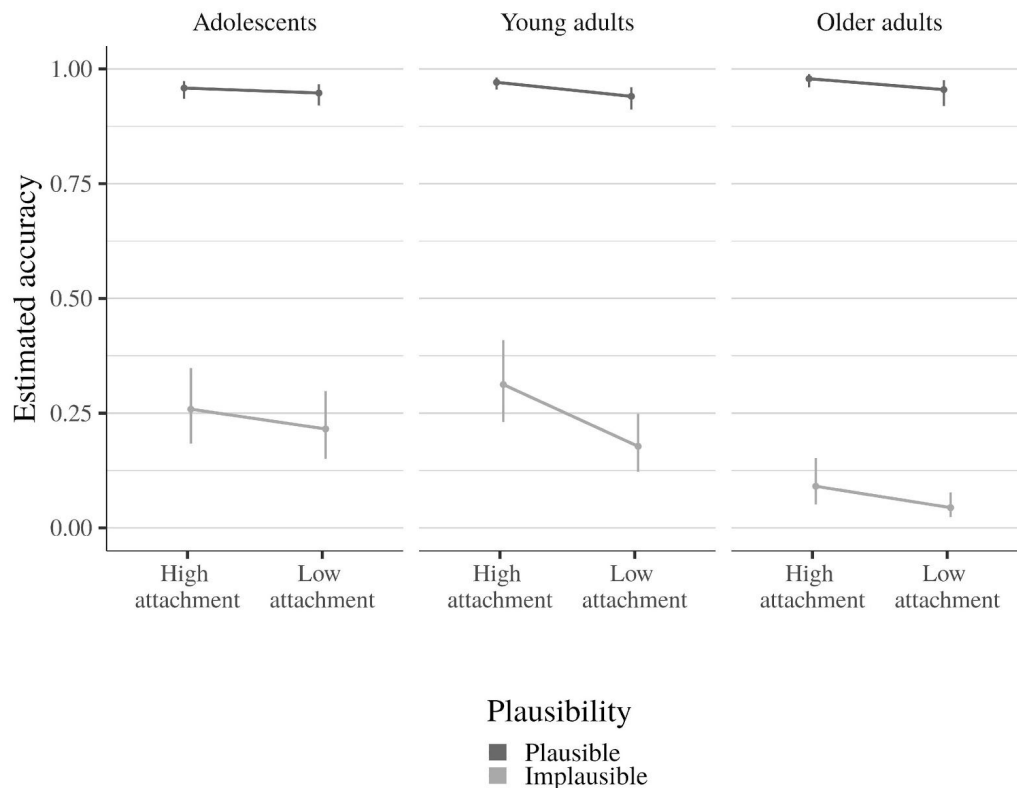 Adolescents
Young adults
Older adults
Estimated accuracy
1.00
0.75
0.50
0.25
0.00
High attachment
Low attachment
High attachment
Low attachment
High attachment
Low attachment
Plausibility
Plausible
Implausible